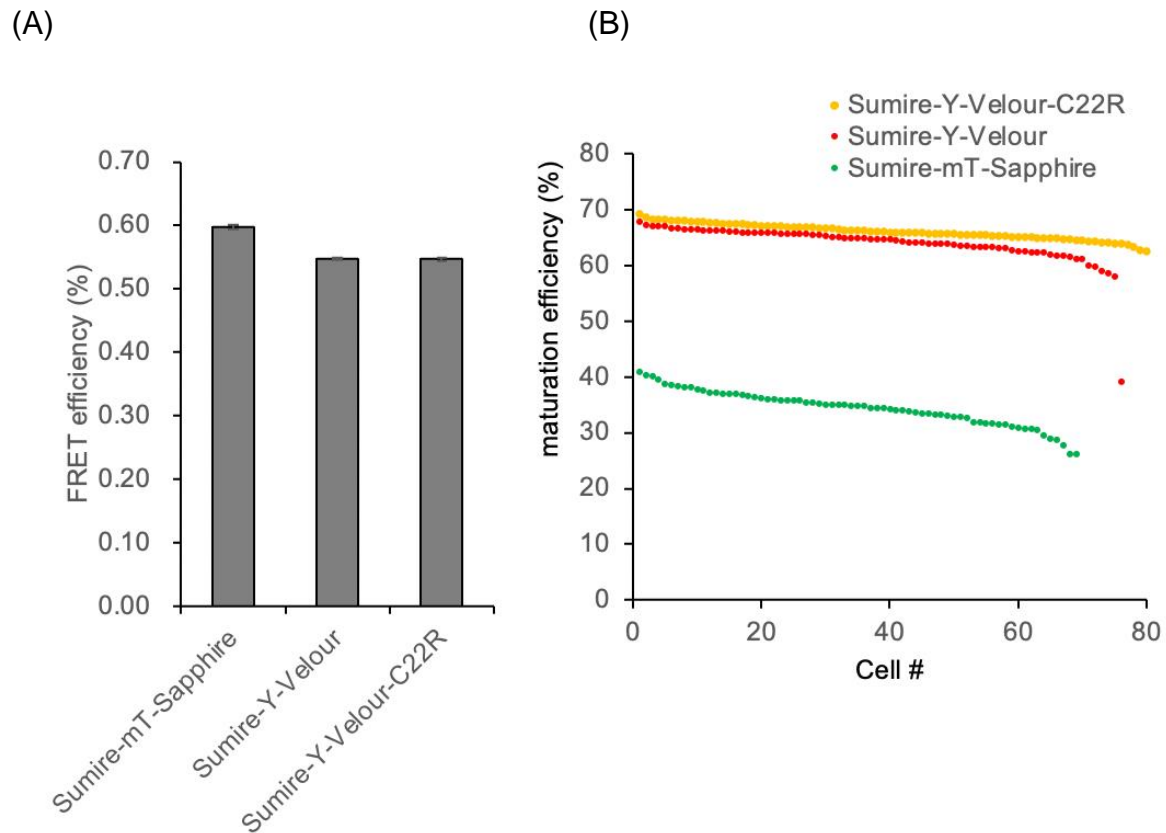 (A)
(B)
FRET efficiency (%)
0.70
0.60
0.50
0.40
0.30
0.20
0.10
0.00
Sumire-mT-Sapphire
Sumire-Y-Velour
Sumire-Y-Velour-C22R
Sumire-Y-Velour-C22R
Sumire-Y-Velour
Sumire-mT-Sapphire
maturation efficiency (%)
80
70
60
50
40
30
20
10
0
0 20 40 60 80
Cell #